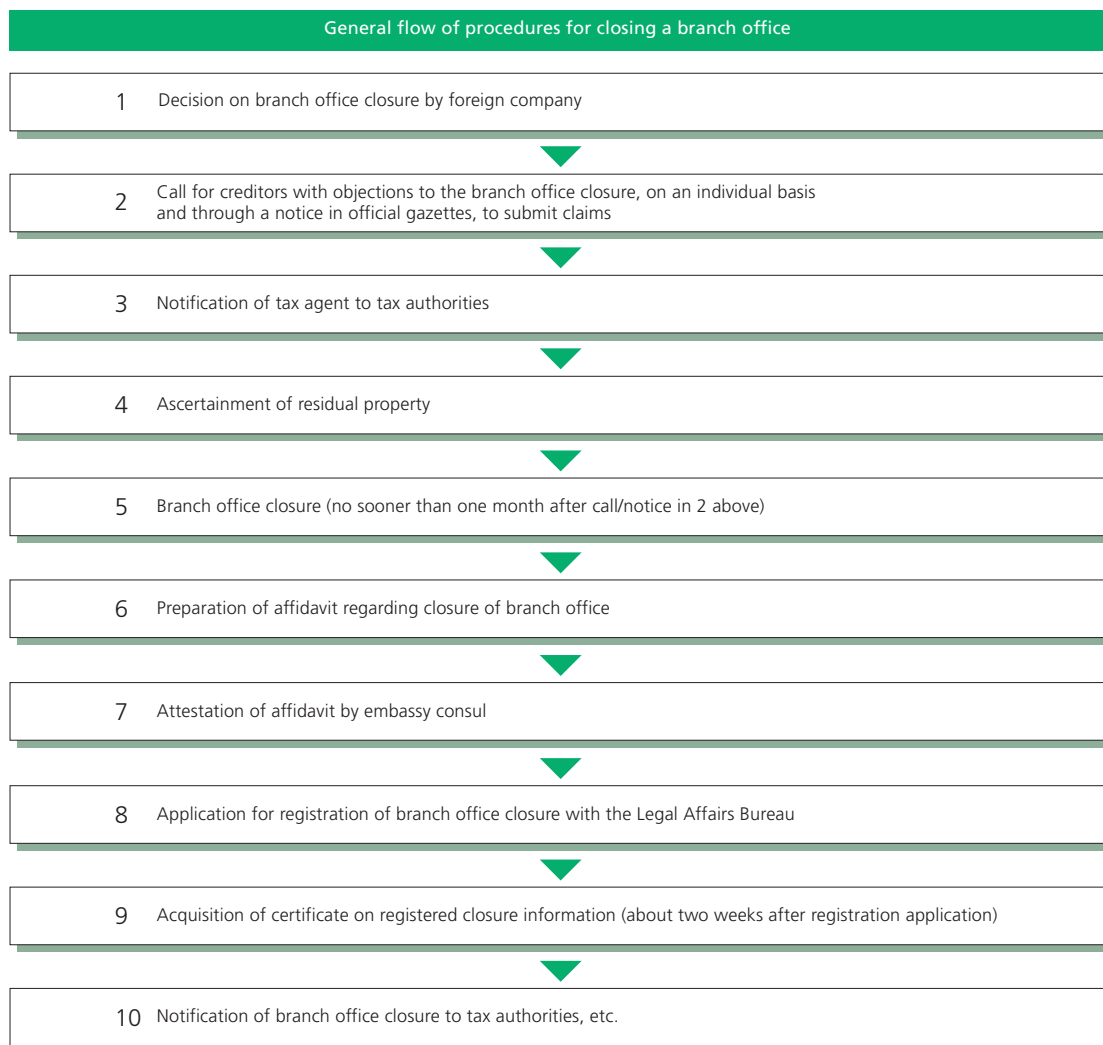 General flow of procedures for closing a branch office
1 Decision on branch office closure by foreign company
2 Call for creditors with objections to the branch office closure, on an individual basis
and through a notice in official gazettes, to submit claims
3 Notification of tax agent to tax authorities
4 Ascertainment of residual property
5 Branch office closure (no sooner than one month after call/notice in 2 above)
6 Preparation of affidavit regarding closure of branch office
7 Attestation of affidavit by embassy consul
8 Application for registration of branch office closure with the Legal Affairs Bureau
9 Acquisition of certificate on registered closure information (about two weeks after registration application)
10 Notification of branch office closure to tax authorities, etc.